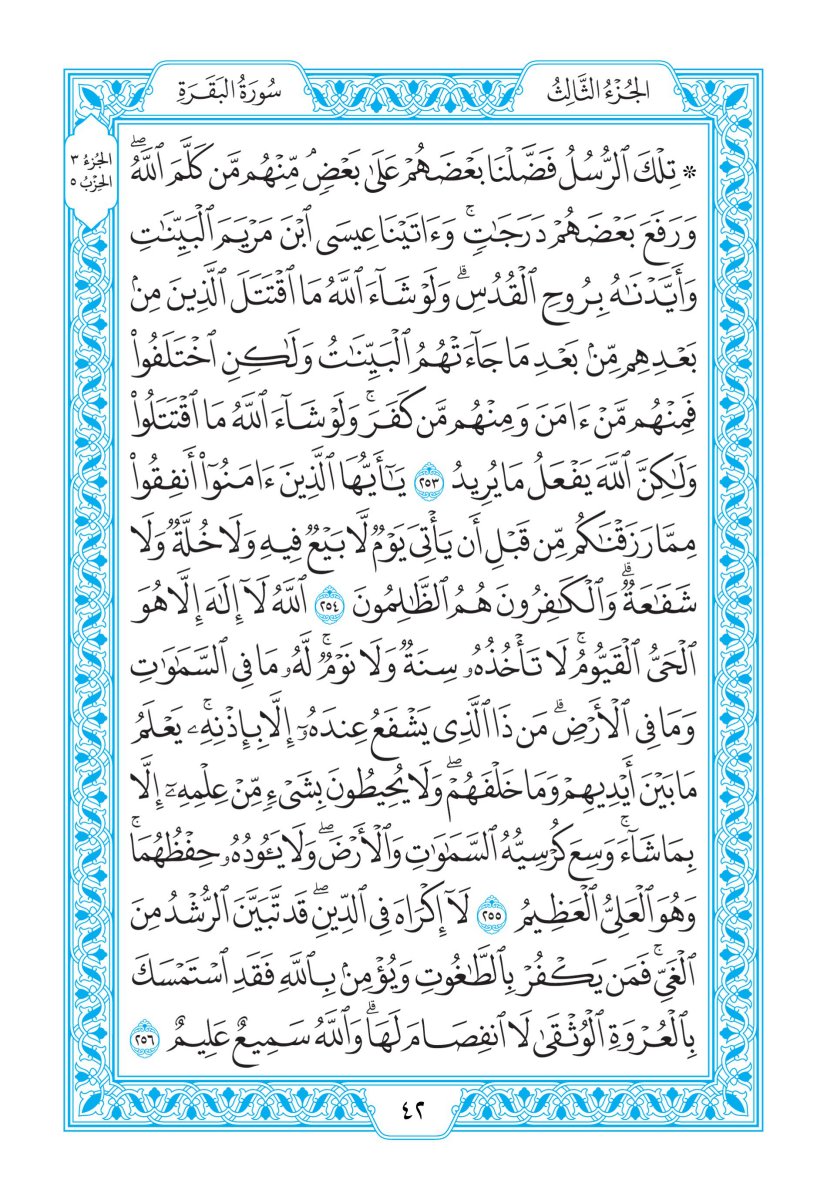 الجُزْءُ الثَّالِثُ
سُورَةُ البَقَرَةِ
الجُزءُ ٣
الحِزْبُ ٥
* تِلْكَ ٱلرُّسُلُ فَضَّلْنَا بَعْضَهُمْ عَلَىٰ بَعْضٍۘ مِّنْهُم مَّن كَلَّمَ ٱللَّهُۖ
وَرَفَعَ بَعْضَهُمْ دَرَجَٰتٍۚ وَءَاتَيْنَا عِيسَى ٱبْنَ مَرْيَمَ ٱلْبَيِّنَٰتِ
وَأَيَّدْنَٰهُ بِرُوحِ ٱلْقُدُسِۗ وَلَوْ شَآءَ ٱللَّهُ مَا ٱقْتَتَلَ ٱلَّذِينَ مِنۢ
بَعْدِهِم مِّنۢ بَعْدِ مَا جَآءَتْهُمُ ٱلْبَيِّنَٰتُ وَلَٰكِنِ ٱخْتَلَفُوا۟
فَمِنْهُم مَّنْ ءَامَنَ وَمِنْهُم مَّن كَفَرَۚ وَلَوْ شَآءَ ٱللَّهُ مَا ٱقْتَتَلُوا۟
وَلَٰكِنَّ ٱللَّهَ يَفْعَلُ مَا يُرِيدُ ٢٥٣ يَٰٓأَيُّهَا ٱلَّذِينَ ءَامَنُوٓا۟ أَنفِقُوا۟
مِمَّا رَزَقْنَٰكُم مِّن قَبْلِ أَن يَأْتِىَ يَوْمٌ لَّا بَيْعٌ فِيهِ وَلَا خُلَّةٌ وَلَا
شَفَٰعَةٌۗ وَٱلْكَٰفِرُونَ هُمُ ٱلظَّٰلِمُونَ ٢٥٤ ٱللَّهُ لَآ إِلَٰهَ إِلَّا هُوَ
ٱلْحَىُّ ٱلْقَيُّومُۚ لَا تَأْخُذُهُۥ سِنَةٌ وَلَا نَوْمٌۚ لَّهُۥ مَا فِى ٱلسَّمَٰوَٰتِ
وَمَا فِى ٱلْأَرْضِۗ مَن ذَا ٱلَّذِى يَشْفَعُ عِندَهُۥٓ إِلَّا بِإِذْنِهِۦۚ يَعْلَمُ
مَا بَيْنَ أَيْدِيهِمْ وَمَا خَلْفَهُمْۖ وَلَا يُحِيطُونَ بِشَىْءٍ مِّنْ عِلْمِهِۦٓ إِلَّا
بِمَا شَآءَۚ وَسِعَ كُرْسِيُّهُ ٱلسَّمَٰوَٰتِ وَٱلْأَرْضَۖ وَلَا يَـُٔودُهُۥ حِفْظُهُمَاۚ
وَهُوَ ٱلْعَلِىُّ ٱلْعَظِيمُ ٢٥٥ لَآ إِكْرَاهَ فِى ٱلدِّينِۖ قَد تَّبَيَّنَ ٱلرُّشْدُ مِنَ
ٱلْغَىِّۚ فَمَن يَكْفُرْ بِٱلطَّٰغُوتِ وَيُؤْمِنۢ بِٱللَّهِ فَقَدِ ٱسْتَمْسَكَ
بِٱلْعُرْوَةِ ٱلْوُثْقَىٰ لَا ٱنفِصَامَ لَهَاۗ وَٱللَّهُ سَمِيعٌ عَلِيمٌ ٢٥٦
٤٢